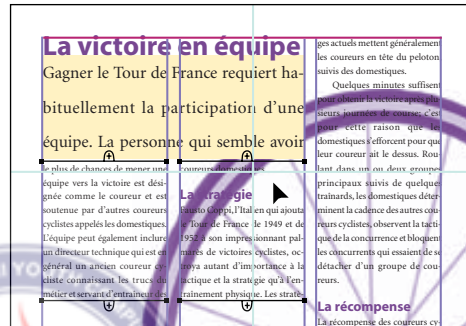 La victoire en équipe
Gagner le Tour de France requiert ha-
bituellement la participation d'une
équipe. La personne qui semble avoir
le plus de chances de mener une
équipe vers la victoire est dési-
gnée comme le coureur et est
soutenue par d'autres coureurs
cyclistes appelés les domestiques.
L'équipe peut également inclure
un directeur technique qui est en
général un ancien coureur cy-
cliste connaissant les trucs du
métier et servant d'entraineur des
coureurs domestiques.
La stratégie
Fausto Coppi, l'Italien qui ajouta
le Tour de France de 1949 et de
1952 à son impressionnant pal-
marès de victoires cyclistes, oc-
troya autant d'importance à la
tactique et la stratégie qu'à l'en-
traînement physique. Les straté-
ges actuels mettent généralement
les coureurs en tête du peloton
suivis des domestiques.
Quelques minutes suffisent
pour obtenir la victoire après plu-
sieurs journées de course; c'est
pour cette raison que les
domestiques s'efforcent pour que
leur coureur ait le dessus. Rou-
lant dans un ou deux groupes
principaux suivis de quelques
traînards, les domestiques déter-
minent la cadence des autres cou-
reurs cyclistes, observent la tacti-
que de la concurrence et bloquent
les concurrents qui essaient de se
détacher d'un groupe de cou-
reurs.
La récompense
La récompense des coureurs cy-